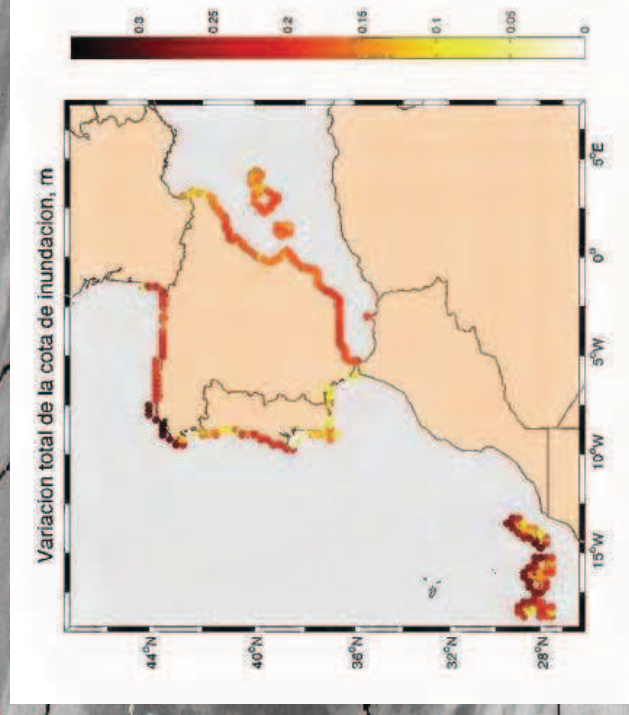 Variacion total de la cota de inundacion, m
0.3
0.25
0.2
0.15
0.1
0.05
0
44°N
40°N
36°N
32°N
28°N
15°W
10°W
5°W
0°
5°E